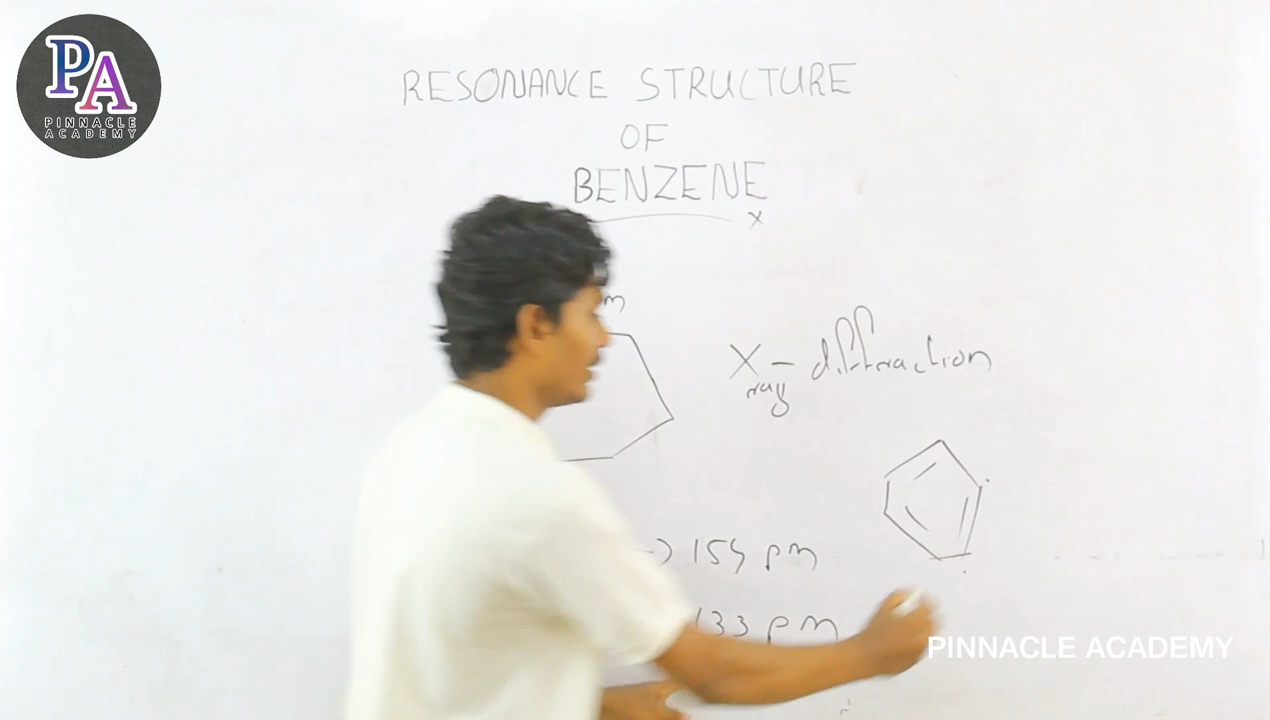 PA
PINNACLE
ACADEMY
RESONANCE STRUCTURE
OF
BENZENE
x
m
X-ray diffraction
→ 154 pm
133 pm
PINNACLE ACADEMY